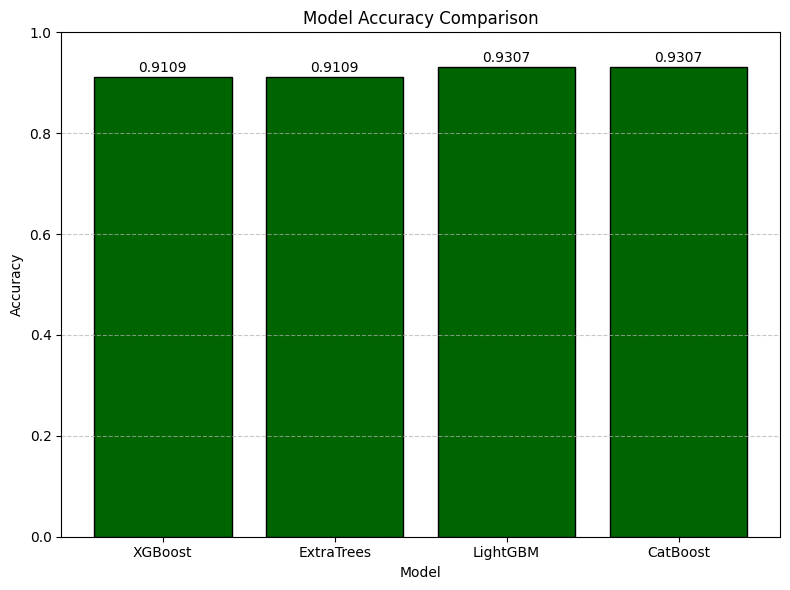 Model Accuracy Comparison
1.0
0.8
0.6
0.4
0.2
0.0
Accuracy
0.9109 0.9109 0.9307 0.9307
XGBoost ExtraTrees LightGBM CatBoost
Model